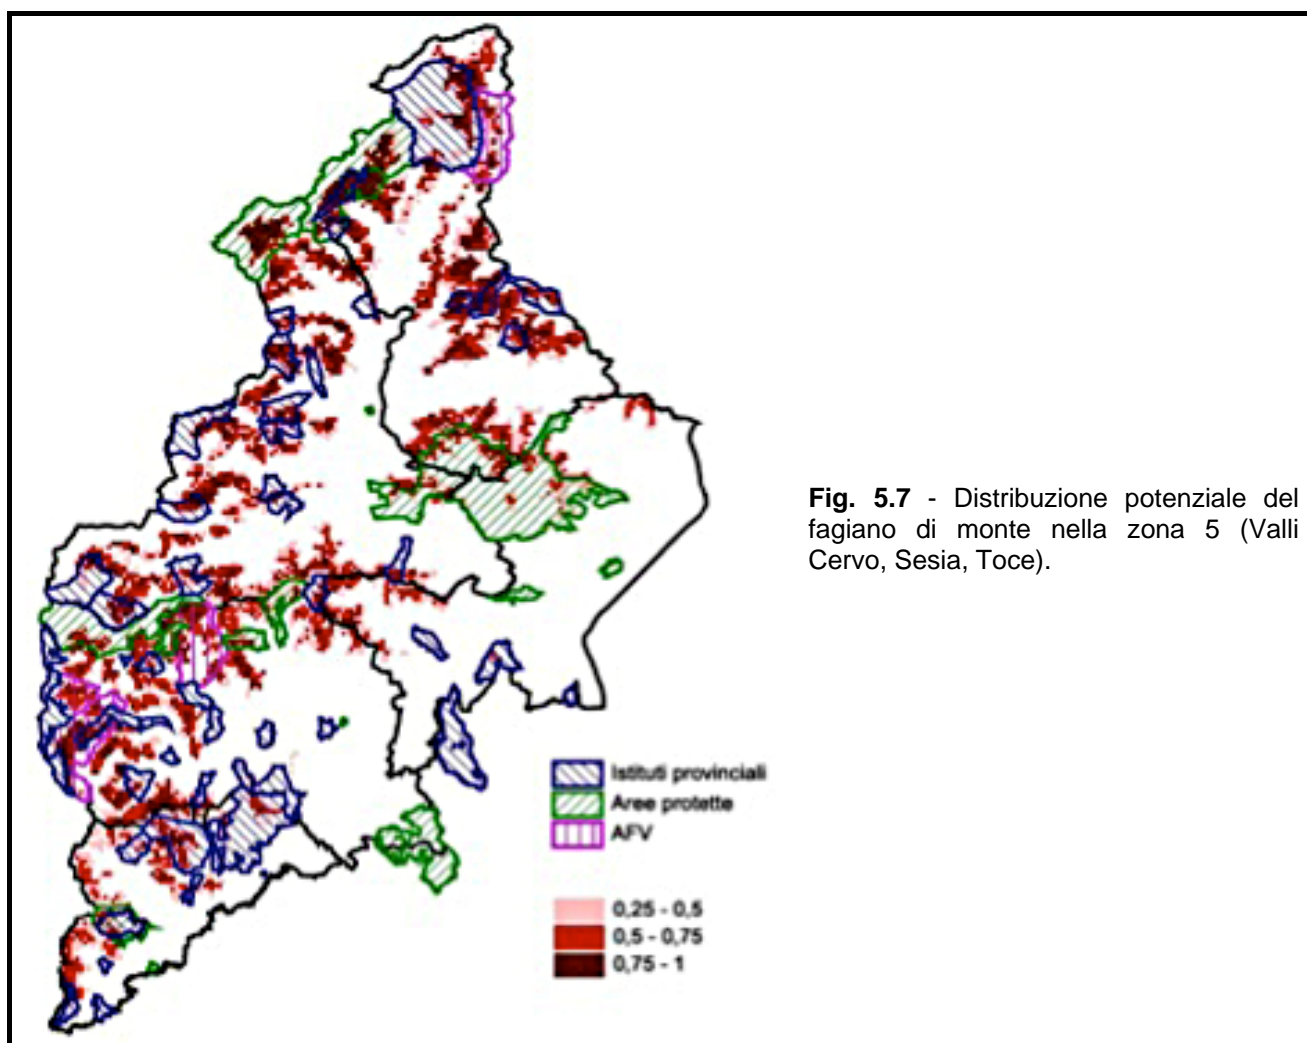 Fig. 5.7 - Distribuzione potenziale del
fagiano di monte nella zona 5 (Valli
Cervo, Sesia, Toce).
Istituti provinciali
Aree protette
AFV
0,25 - 0,5
0,5 - 0,75
0,75 - 1